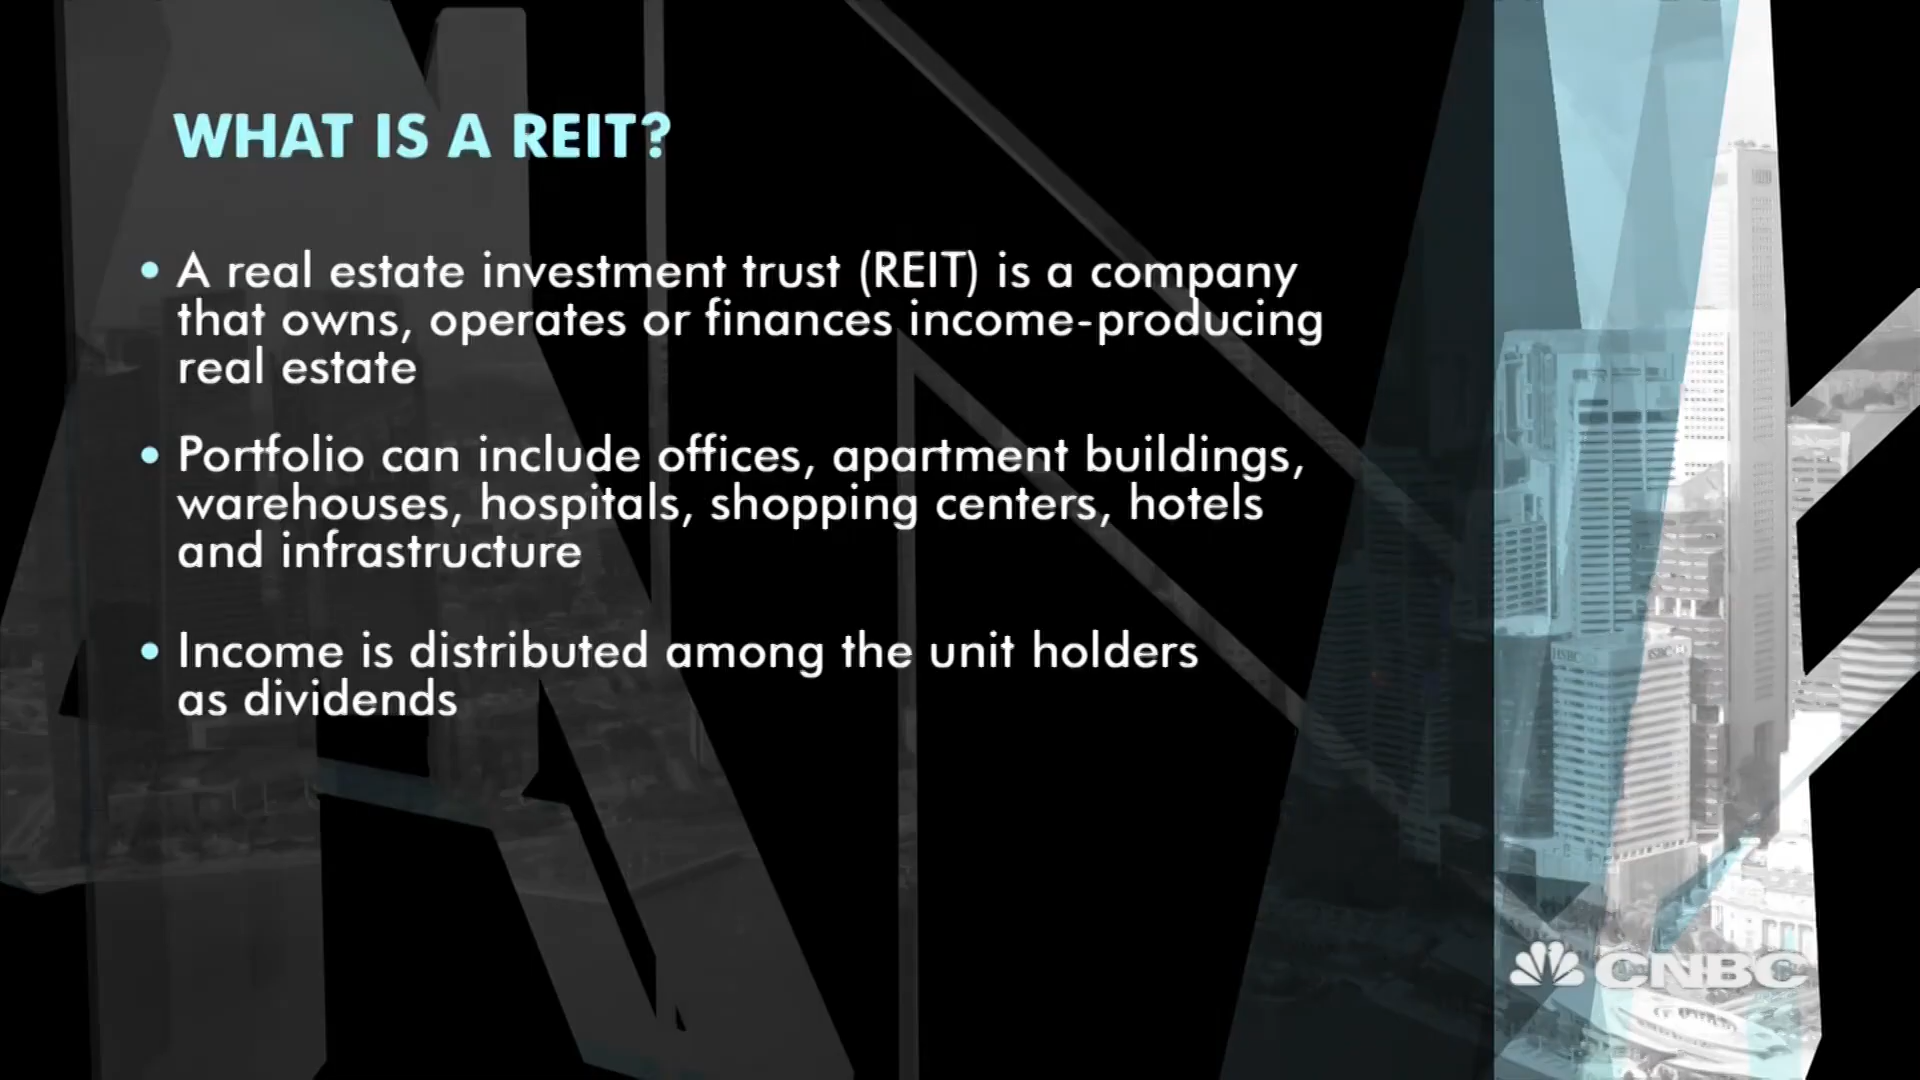 WHAT IS A REIT?
• A real estate investment trust (REIT) is a company
that owns, operates or finances income-producing
real estate
• Portfolio can include offices, apartment buildings,
warehouses, hospitals, shopping centers, hotels
and infrastructure
• Income is distributed among the unit holders
as dividends
HSBC HSBC
CNBC